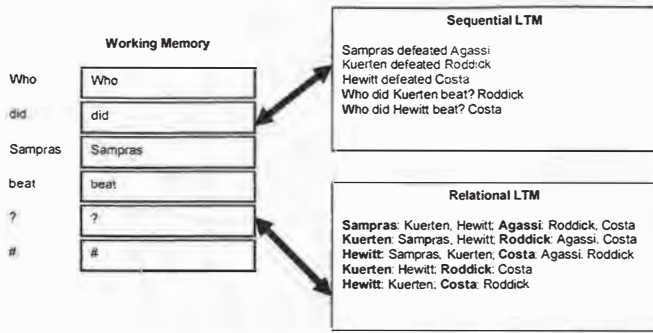 Working Memory
Who
did
Sampras
beat
?
#
Who
did
Sampras
beat
?
#
Sequential LTM
Sampras defeated Agassi
Kuerten defeated Roddick
Hewitt defeated Costa
Who did Kuerten beat? Roddick
Who did Hewitt beat? Costa
Relational LTM
Sampras: Kuerten, Hewitt; Agassi: Roddick, Costa
Kuerten: Sampras, Hewitt; Roddick: Agassi, Costa
Hewitt: Sampras, Kuerten; Costa: Agassi, Roddick
Kuerten: Hewitt; Roddick: Costa
Hewitt: Kuerten; Costa: Roddick